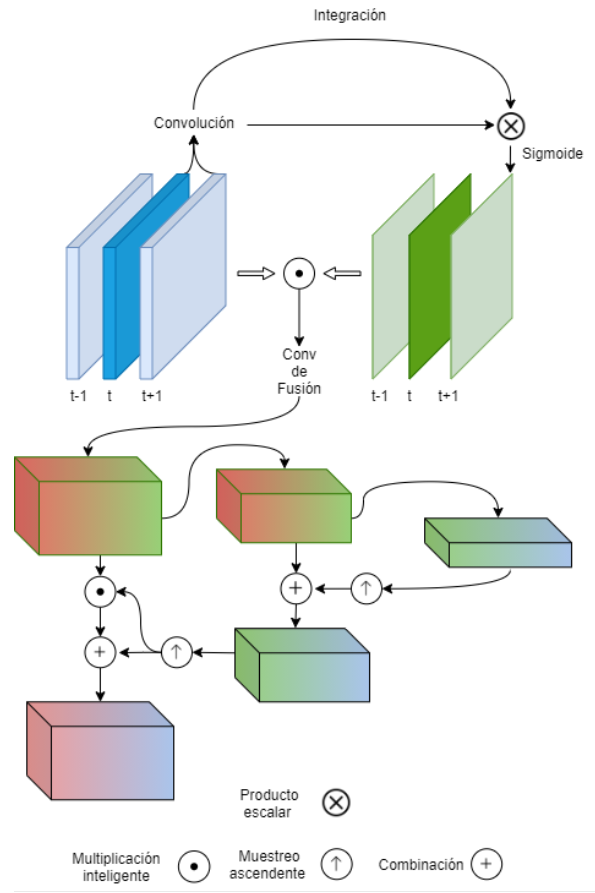 Integración
Convolución
Sigmoide
t-1 t t+1
Conv
de
Fusión
t-1 t t+1
Producto
escalar
Multiplicación
inteligente
Muestreo
ascendente
Combinación